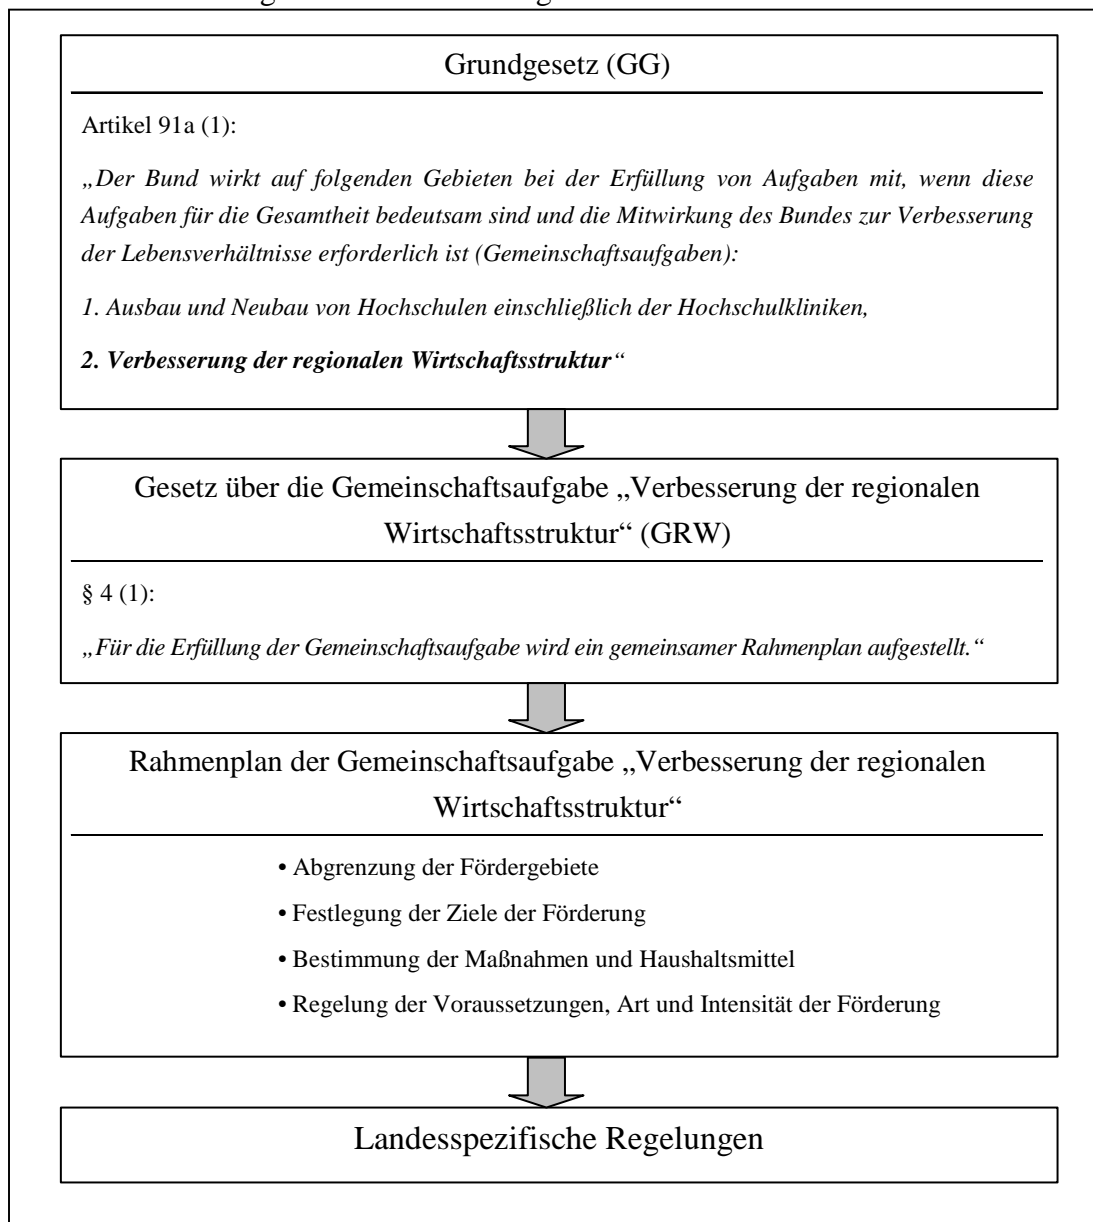 Grundgesetz (GG)
Artikel 91a (1):
„Der Bund wirkt auf folgenden Gebieten bei der Erfüllung von Aufgaben mit, wenn diese
Aufgaben für die Gesamtheit bedeutsam sind und die Mitwirkung des Bundes zur Verbesserung
der Lebensverhältnisse erforderlich ist (Gemeinschaftsaufgaben):
1. Ausbau und Neubau von Hochschulen einschließlich der Hochschulkliniken,
2. Verbesserung der regionalen Wirtschaftsstruktur“
Gesetz über die Gemeinschaftsaufgabe „Verbesserung der regionalen
Wirtschaftsstruktur“ (GRW)
§ 4 (1):
„Für die Erfüllung der Gemeinschaftsaufgabe wird ein gemeinsamer Rahmenplan aufgestellt.“
Rahmenplan der Gemeinschaftsaufgabe „Verbesserung der regionalen
Wirtschaftsstruktur“
• Abgrenzung der Fördergebiete
• Festlegung der Ziele der Förderung
• Bestimmung der Maßnahmen und Haushaltsmittel
• Regelung der Voraussetzungen, Art und Intensität der Förderung
Landesspezifische Regelungen